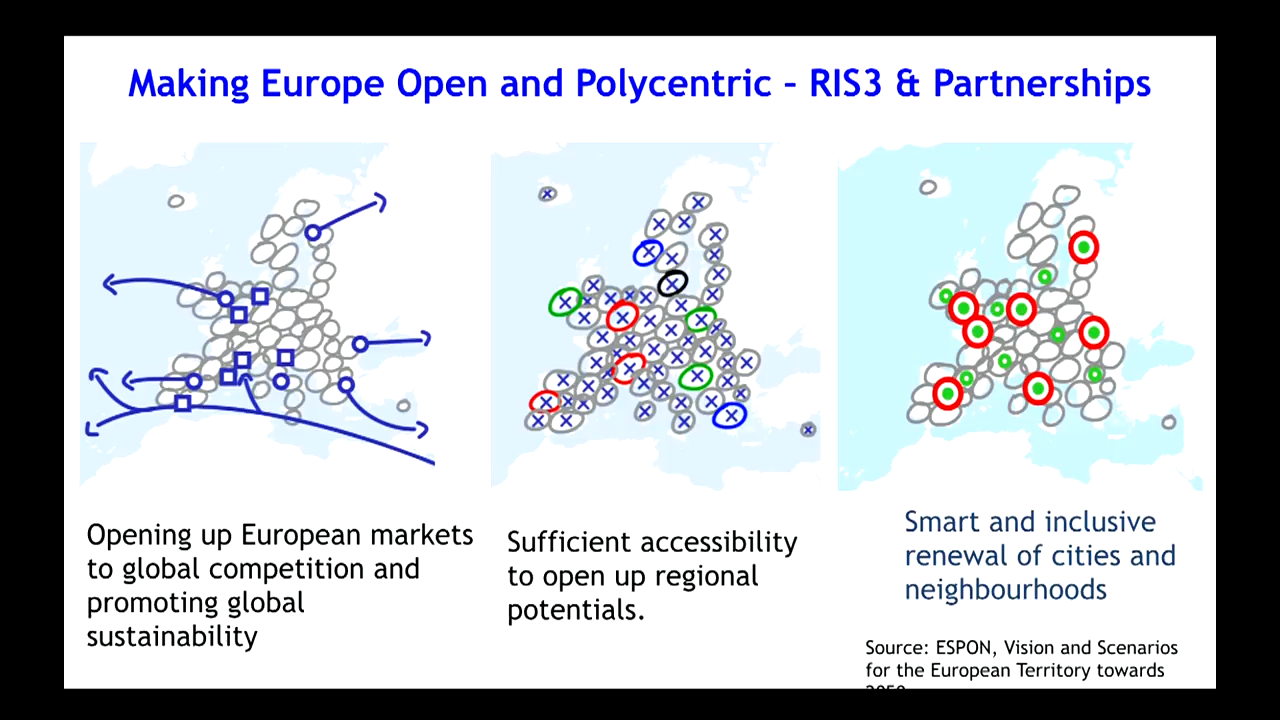 Making Europe Open and Polycentric – RIS3 & Partnerships
Opening up European markets
to global competition and
promoting global
sustainability
Sufficient accessibility
to open up regional
potentials.
Smart and inclusive
renewal of cities and
neighbourhoods
Source: ESPON, Vision and Scenarios
for the European Territory towards